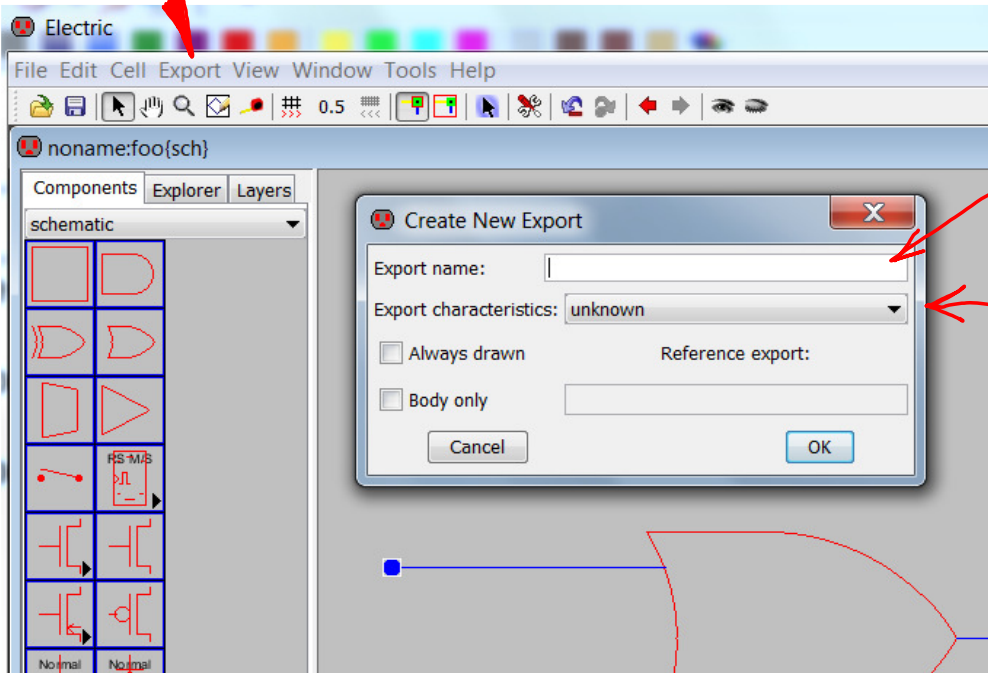 Electric
File Edit Cell Export View Window Tools Help
0.5
noname:foo{sch}
Components Explorer Layers
schematic
Create New Export
X
Export name:
Export characteristics: unknown
Always drawn Reference export:
Body only
Cancel OK
RS M/S
Normal Normal